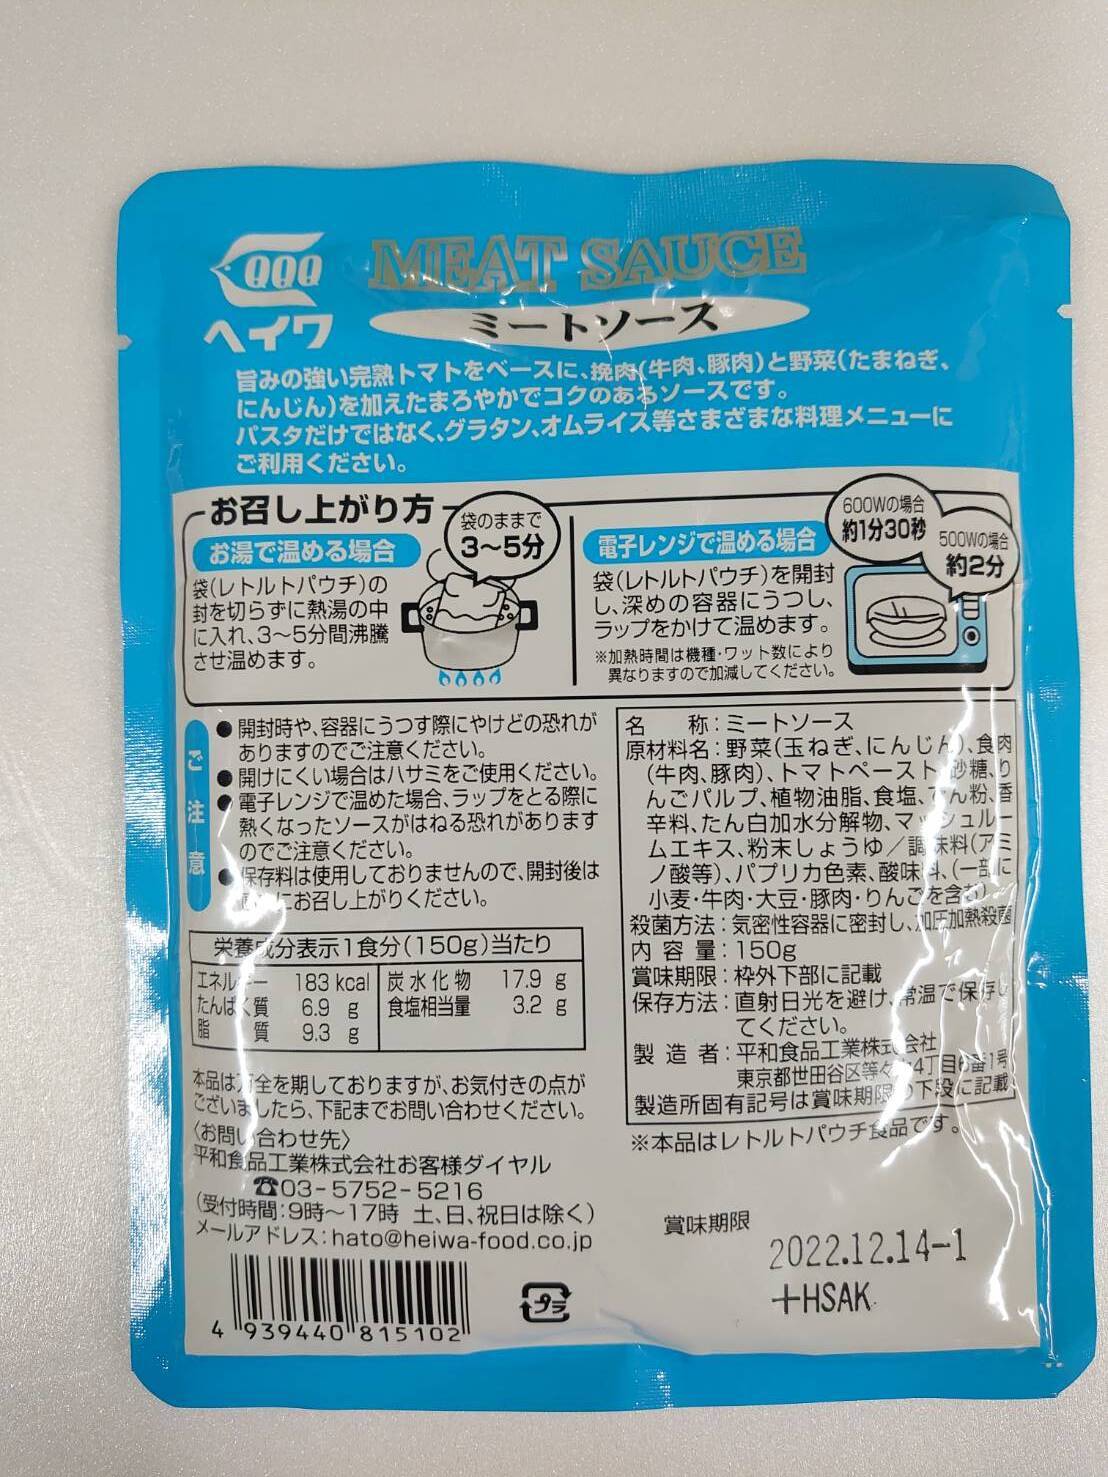 QQQ
ヘイワ
MEAT SAUCE
ミートソース
旨みの強い完熟トマトをベースに、挽肉(牛肉、豚肉)と野菜(たまねぎ、
にんじん)を加えたまろやかでコクのあるソースです。
パスタだけではなく、グラタン、オムライス等さまざまな料理メニューに
ご利用ください。
お召し上がり方
お湯で温める場合
袋のままで
3〜5分
袋(レトルトパウチ)の
封を切らずに熱湯の中
に入れ、3〜5分間沸騰
させ温めます。
電子レンジで温める場合
600Wの場合
約1分30秒
500Wの場合
約2分
袋(レトルトパウチ)を開封
し、深めの容器にうつし、
ラップをかけて温めます。
※加熱時間は機種・ワット数により
異なりますので加減してください。
ご注意
●開封時や、容器にうつす際にやけどの恐れが
ありますのでご注意ください。
●開けにくい場合はハサミをご使用ください。
●電子レンジで温めた場合、ラップをとる際に
熱くなったソースがはねる恐れがあります
のでご注意ください。
●保存料は使用しておりませんので、開封後は
にお召し上がりください。
栄養成分表示1食分(150g)当たり
エネルギー 183 kcal 炭水化物 17.9 g
たんぱく質 6.9 g 食塩相当量 3.2 g
脂質 9.3 g
本品は万全を期しておりますが、お気付きの点が
ございましたら、下記までお問い合わせください。
〈お問い合わせ先〉
平和食品工業株式会社お客様ダイヤル
☎03-5752-5216
(受付時間:9時〜17時 土、日、祝日は除く)
メールアドレス:hato@heiwa-food.co.jp
4 939440 815102
プラ
名称:ミートソース
原材料名:野菜(玉ねぎ、にんじん)、食肉
(牛肉、豚肉)、トマトペースト、砂糖、り
んごパルプ、植物油脂、食塩、でん粉、香
辛料、たん白加水分解物、マッシュルー
ムエキス、粉末しょうゆ/調味料(アミ
ノ酸等)、パプリカ色素、酸味料、(一部に
小麦・牛肉・大豆・豚肉・りんごを含む)
殺菌方法:気密性容器に密封し、加圧加熱殺菌
内容量:150g
賞味期限:枠外下部に記載
保存方法:直射日光を避け、常温で保存し
てください。
製造者:平和食品工業株式会社
東京都世田谷区等々力4丁目6番1号
製造所固有記号は賞味期限の下段に記載
※本品はレトルトパウチ食品です。
賞味期限
2022.12.14-1
+HSAK